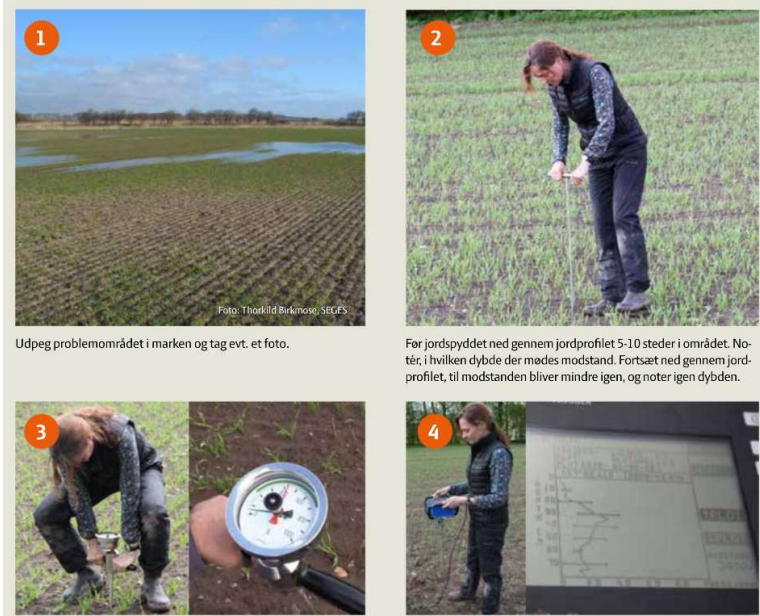 1
Foto: Thorkild Birkmose, SEGES
Udpeg problemområdet i marken og tag evt. et foto.
2
Før jordspyddet ned gennem jordprofilet 5-10 steder i området. No-
tér, i hvilken dybde der mødes modstand. Fortsæt ned gennem jord-
profilet, til modstanden bliver mindre igen, og noter igen dybden.
3
4